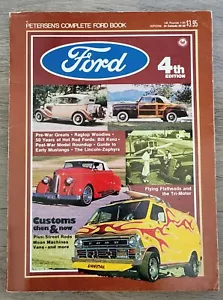 PETERSEN'S COMPLETE FORD BOOK
$3.95
Ford
4th
EDITION
Pre-War Greats · Ragtop Woodies ·
50 Years of Hot Rod Fords: Bill Kenz ·
Post-War Model Roundup · Guide to
Early Mustangs · The Lincoln-Zephyrs
Flying Flatheads and
the Tri-Motor
Customs
then & now
Plus: Street Rods
Mean Machines
Vans · and more